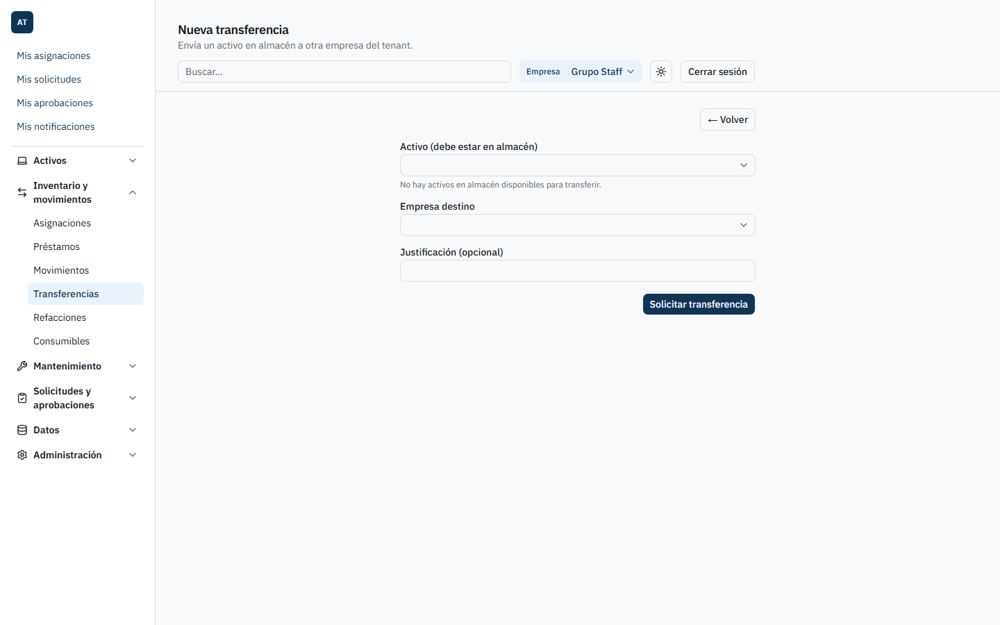 AT
Mis asignaciones
Mis solicitudes
Mis aprobaciones
Mis notificaciones
Activos
Inventario y
movimientos
Asignaciones
Préstamos
Movimientos
Transferencias
Refacciones
Consumibles
Mantenimiento
Solicitudes y
aprobaciones
Datos
Administración
Nueva transferencia
Envía un activo en almacén a otra empresa del tenant.
Buscar...
Empresa Grupo Staff
Cerrar sesión
← Volver
Activo (debe estar en almacén)
No hay activos en almacén disponibles para transferir.
Empresa destino
Justificación (opcional)
Solicitar transferencia